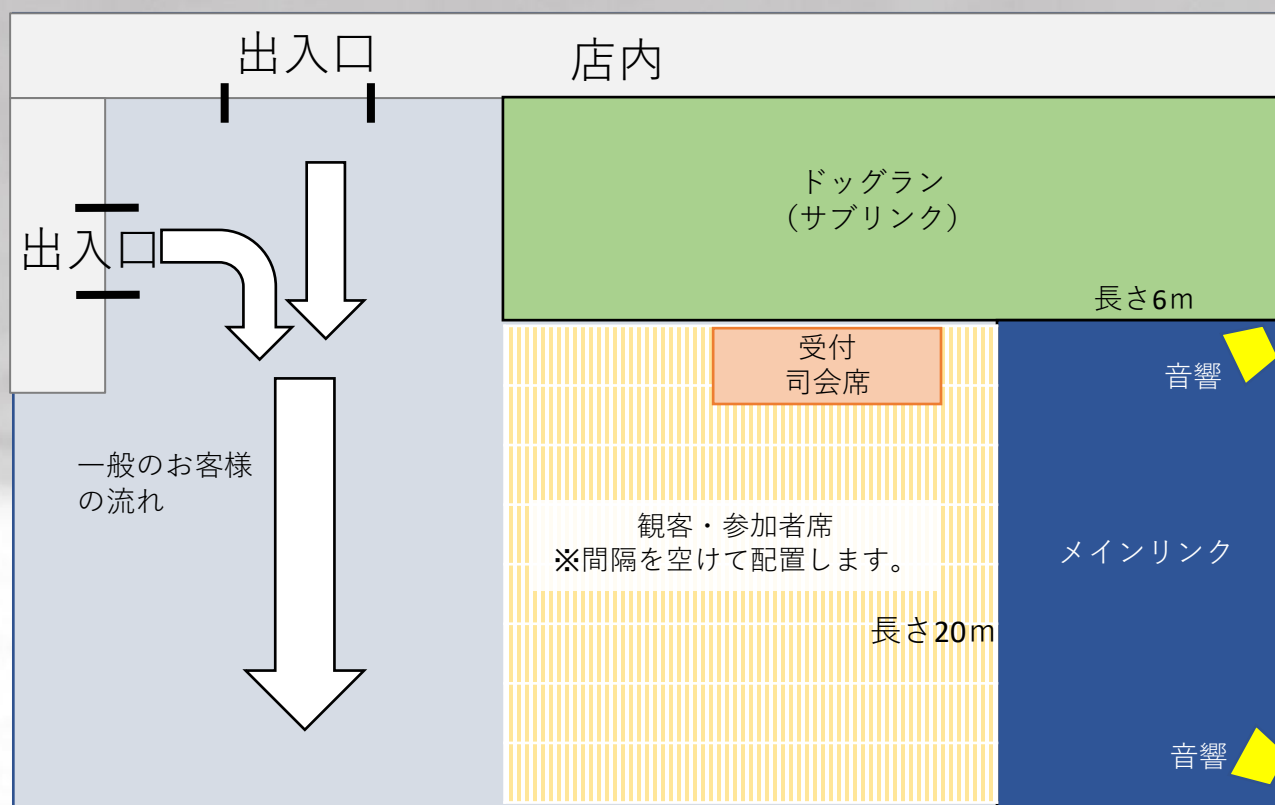 出入口
店内
ドッグラン
（サブリンク）
出入口
長さ6ｍ
受付
司会席
音響
一般のお客様
の流れ
観客・参加者席
※間隔を空けて配置します。
メインリンク
長さ20ｍ
音響